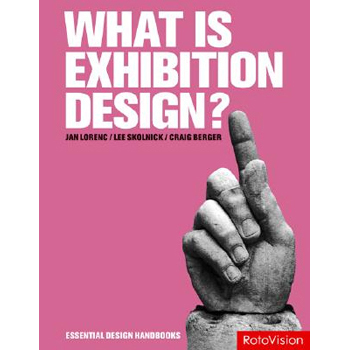 WHAT IS
EXHIBITION
DESIGN?
JAN LORENC / LEE SKOLNICK / CRAIG BERGER
ESSENTIAL DESIGN HANDBOOKS
RotoVision